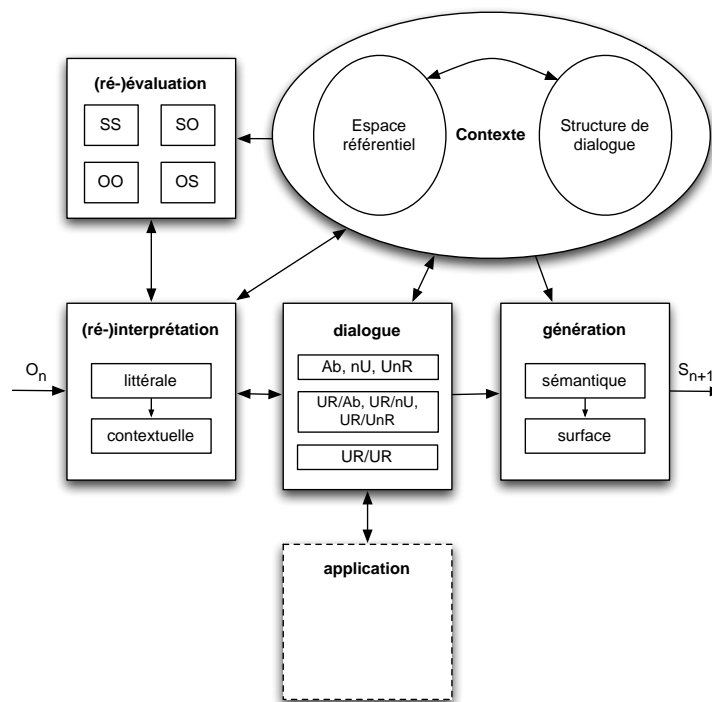 (ré-)évaluation
SS
SO
OO
OS
Espace
référentiel
Contexte
Structure de
dialogue
(ré-)interprétation
littérale
contextuelle
dialogue
Ab, nU, UnR
UR/Ab, UR/nU,
UR/UnR
UR/UR
génération
sémantique
surface
On
Sn+1
application